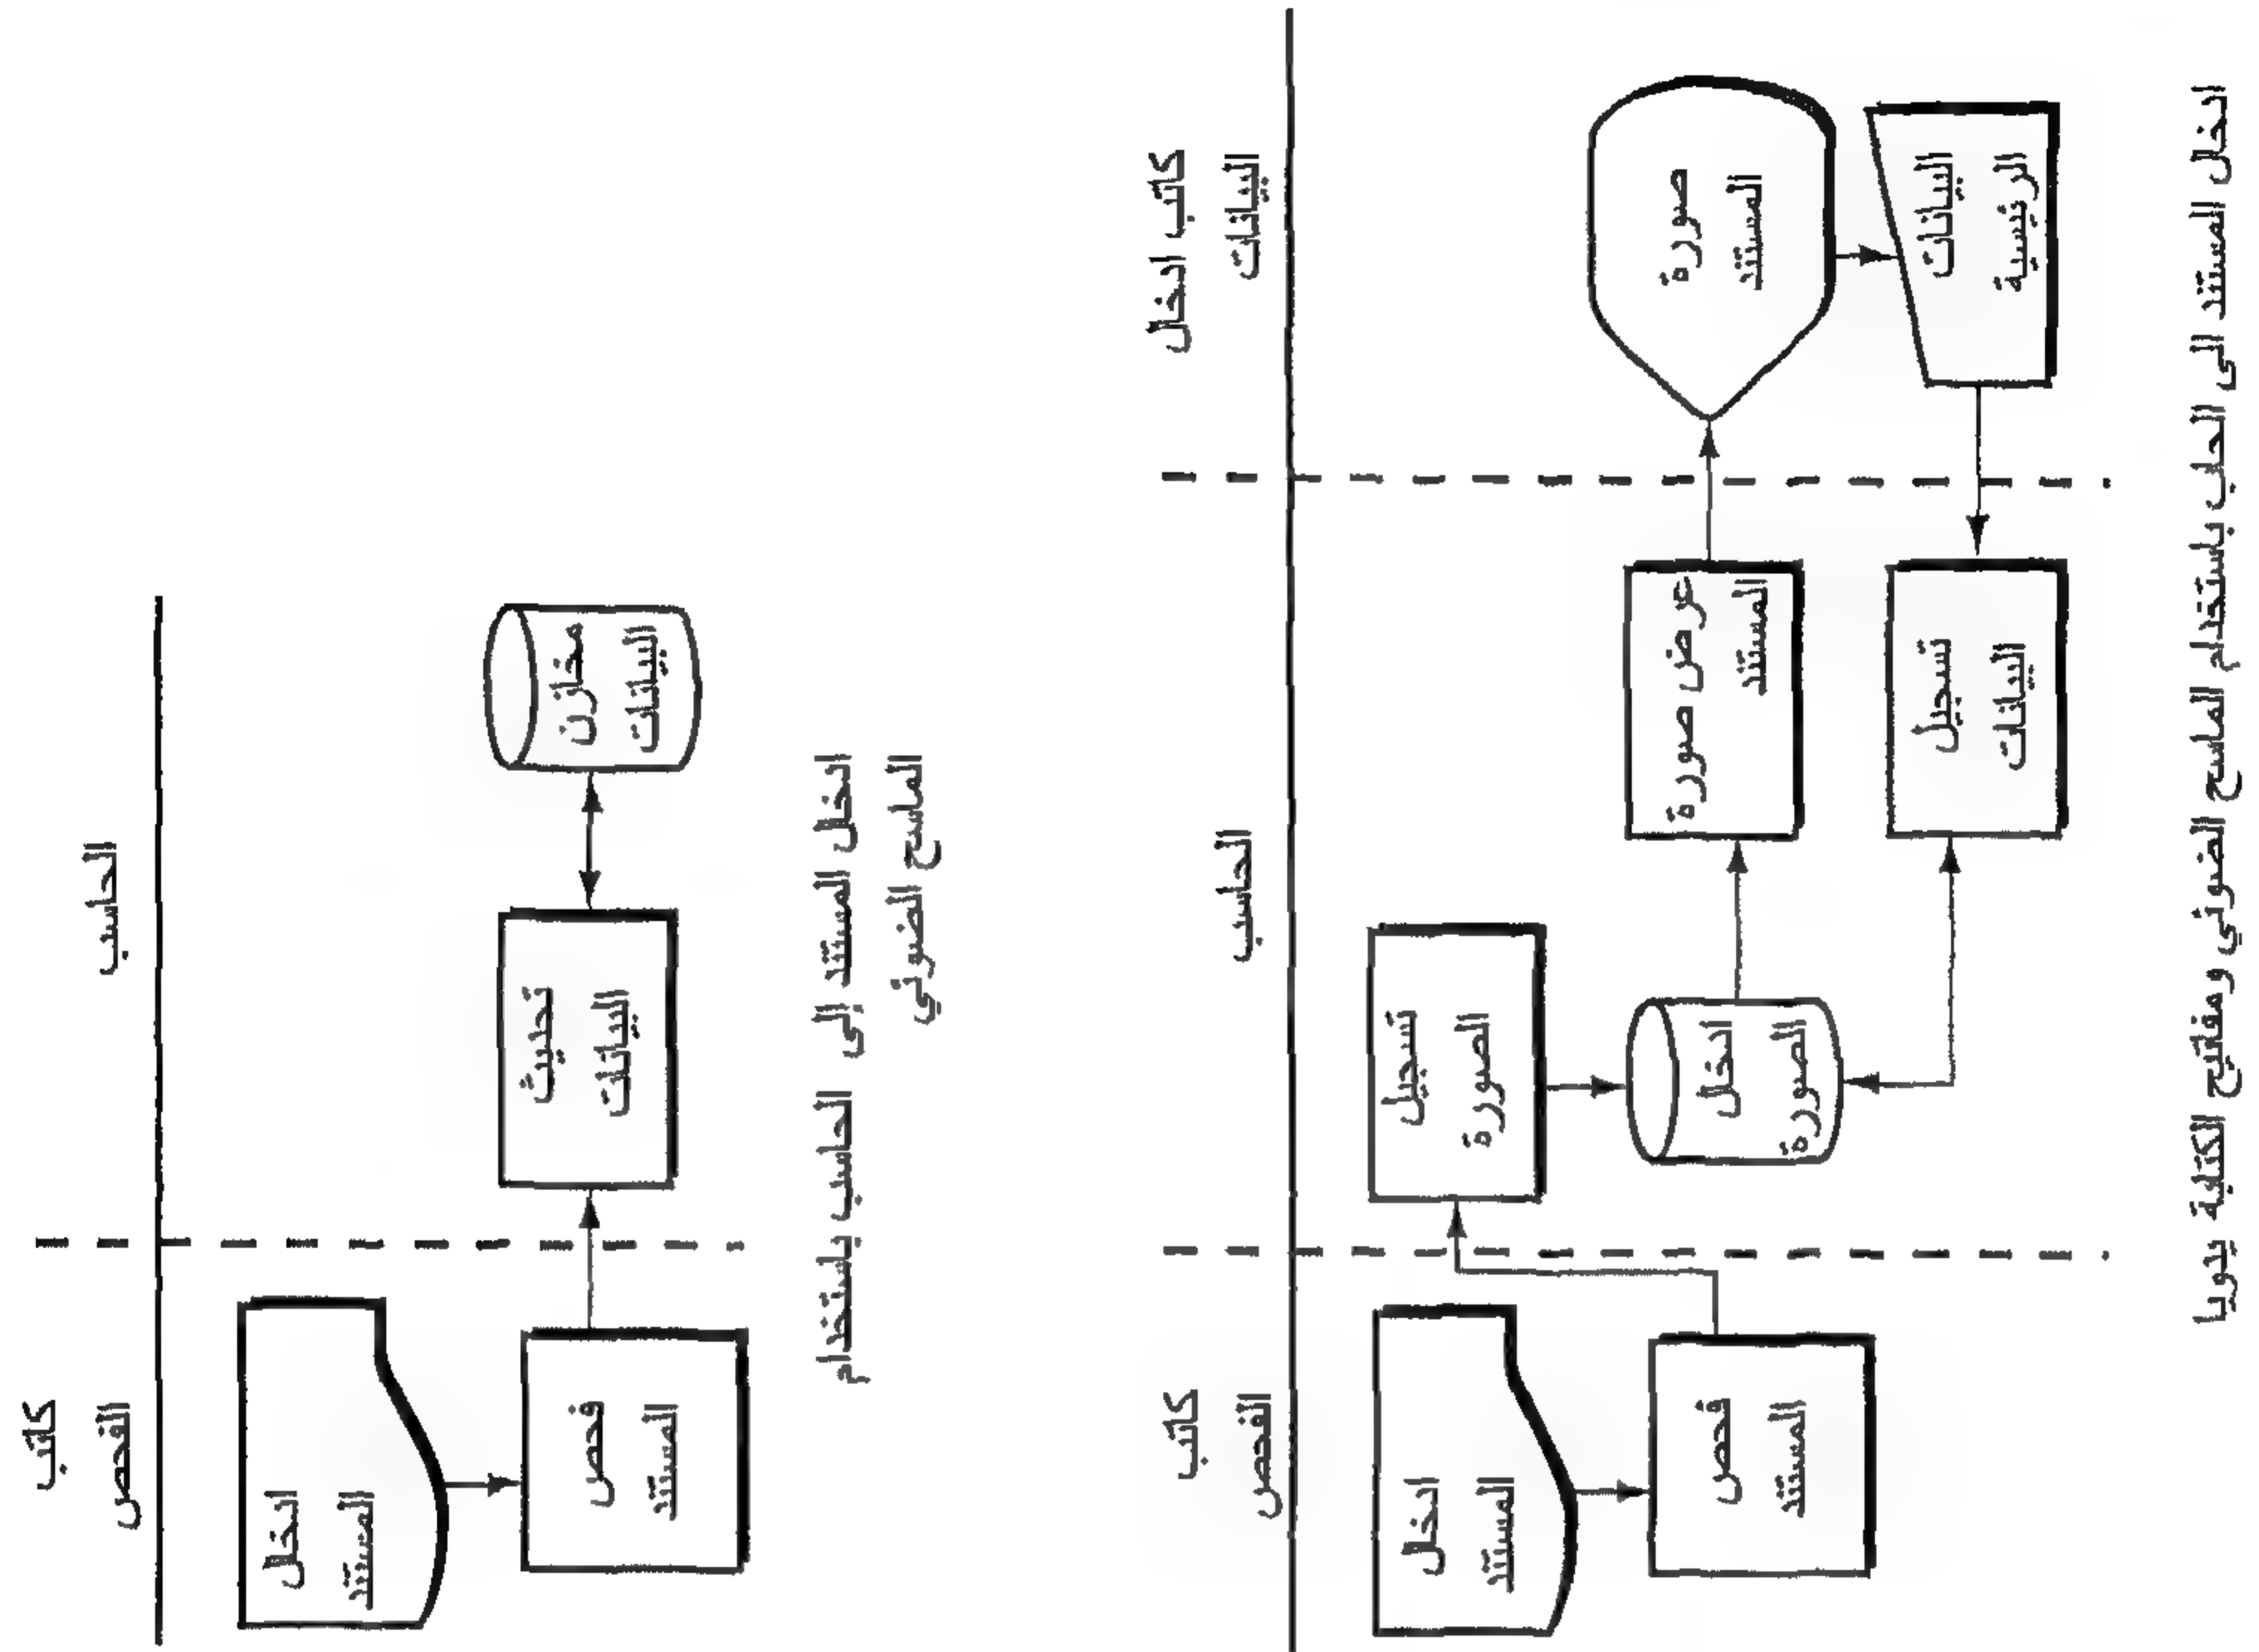 كاتب
الفحص
الحاسب
ادخال
المستند
فحص
المستند
تحديث
البيانات
مخازن
البيانات
ادخال المستند إلى الحاسب باستخدام
الماسح الضوئي
كاتب
الفحص
الحاسب
كاتب ادخال
البيانات
ادخال
المستند
فحص
المستند
تسجيل
الصورة
ادخال
الصورة
عرض صورة
المستند
تسجيل
البيانات
صورة
المستند
البيانات
الرئيسية
ادخال المستند الى الحاب باستخدام الماسح الضوئي ومفاتيح الكتابة يدويا